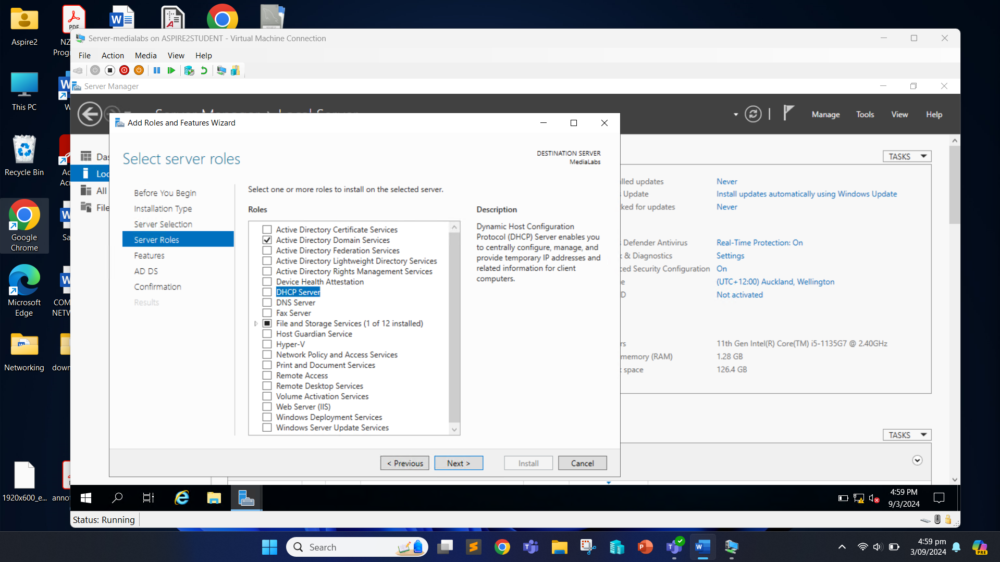 Aspire2
NZ
Progr
This PC
W
Recycle Bin
Ad
Acr
Google
Chrome
Sa
Microsoft
Edge
COM
NETW
Networking
down
1920x600_e...
annot
PDF
Server-medialabs on ASPIRE2STUDENT - Virtual Machine Connection
File Action Media View Help
Server Manager
Manage Tools View Help
Das
Loc
All
File
Add Roles and Features Wizard
Select server roles
DESTINATION SERVER
MediaLabs
Before You Begin
Installation Type
Server Selection
Server Roles
Features
AD DS
Confirmation
Results
Select one or more roles to install on the selected server.
Roles
Active Directory Certificate Services
Active Directory Domain Services
Active Directory Federation Services
Active Directory Lightweight Directory Services
Active Directory Rights Management Services
Device Health Attestation
DHCP Server
DNS Server
Fax Server
File and Storage Services (1 of 12 installed)
Host Guardian Service
Hyper-V
Network Policy and Access Services
Print and Document Services
Remote Access
Remote Desktop Services
Volume Activation Services
Web Server (IIS)
Windows Deployment Services
Windows Server Update Services
Description
Dynamic Host Configuration
Protocol (DHCP) Server enables you
to centrally configure, manage, and
provide temporary IP addresses and
related information for client
computers.
< Previous Next > Install Cancel
TASKS
lled updates Never
Update Install updates automatically using Windows Update
ked for updates Never
Defender Antivirus Real-Time Protection: On
& Diagnostics Settings
ced Security Configuration On
e (UTC+12:00) Auckland, Wellington
D Not activated
rs 11th Gen Intel(R) Core(TM) i5-1135G7 @ 2.40GHz
memory (RAM) 1.28 GB
space 126.4 GB
TASKS
4:59 PM
9/3/2024
Status: Running
Search
4:59 pm
3/09/2024
PRE